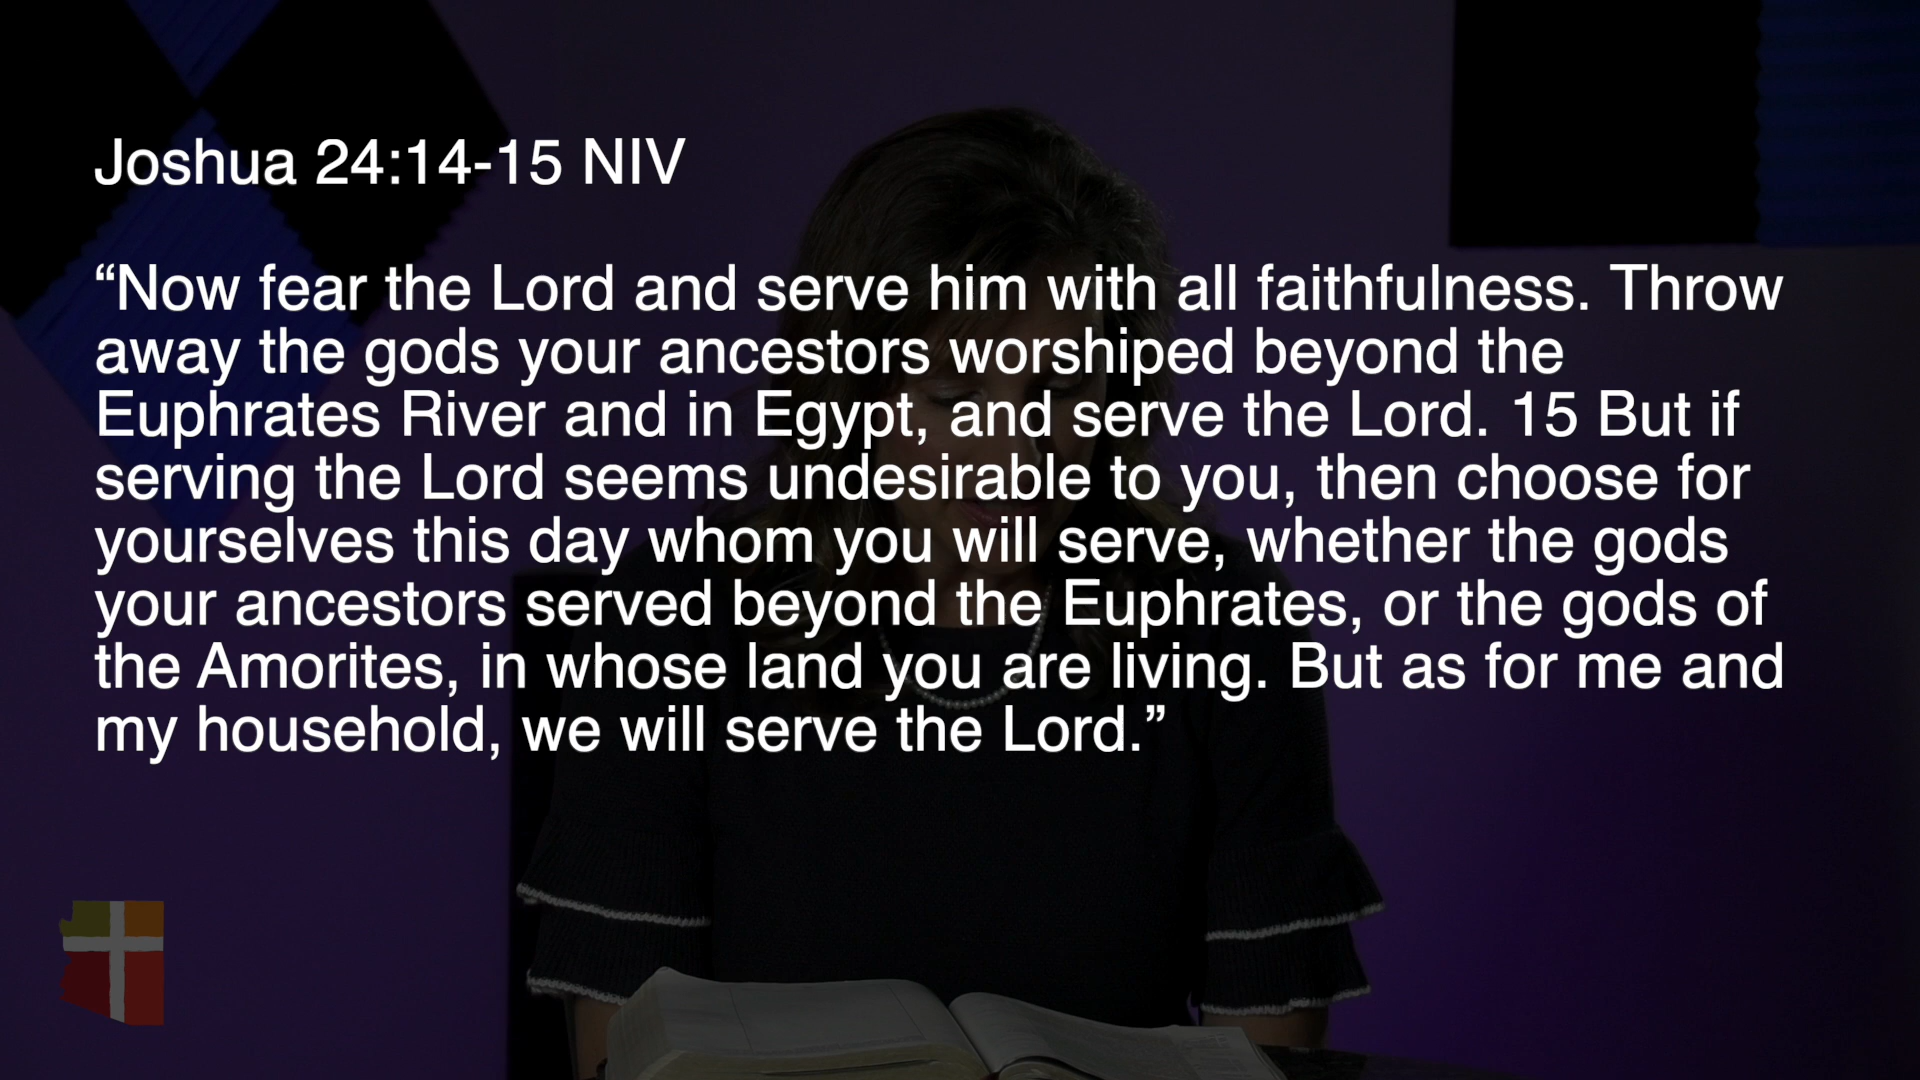 Joshua 24:14-15 NIV
“Now fear the Lord and serve him with all faithfulness. Throw
away the gods your ancestors worshiped beyond the
Euphrates River and in Egypt, and serve the Lord. 15 But if
serving the Lord seems undesirable to you, then choose for
yourselves this day whom you will serve, whether the gods
your ancestors served beyond the Euphrates, or the gods of
the Amorites, in whose land you are living. But as for me and
my household, we will serve the Lord.”